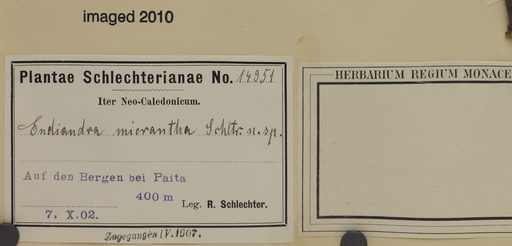 imaged 2010
Plantae Schlechterianae No. 14951
Iter Neo-Caledonicum.
Endiandra micrantha Schltr. n. sp.
Auf den Bergen bei Paita
400 m
Leg. R. Schlechter.
7. X. 02.
Zugegangen IV. 1907.
HERBARIUM REGIUM MONACE